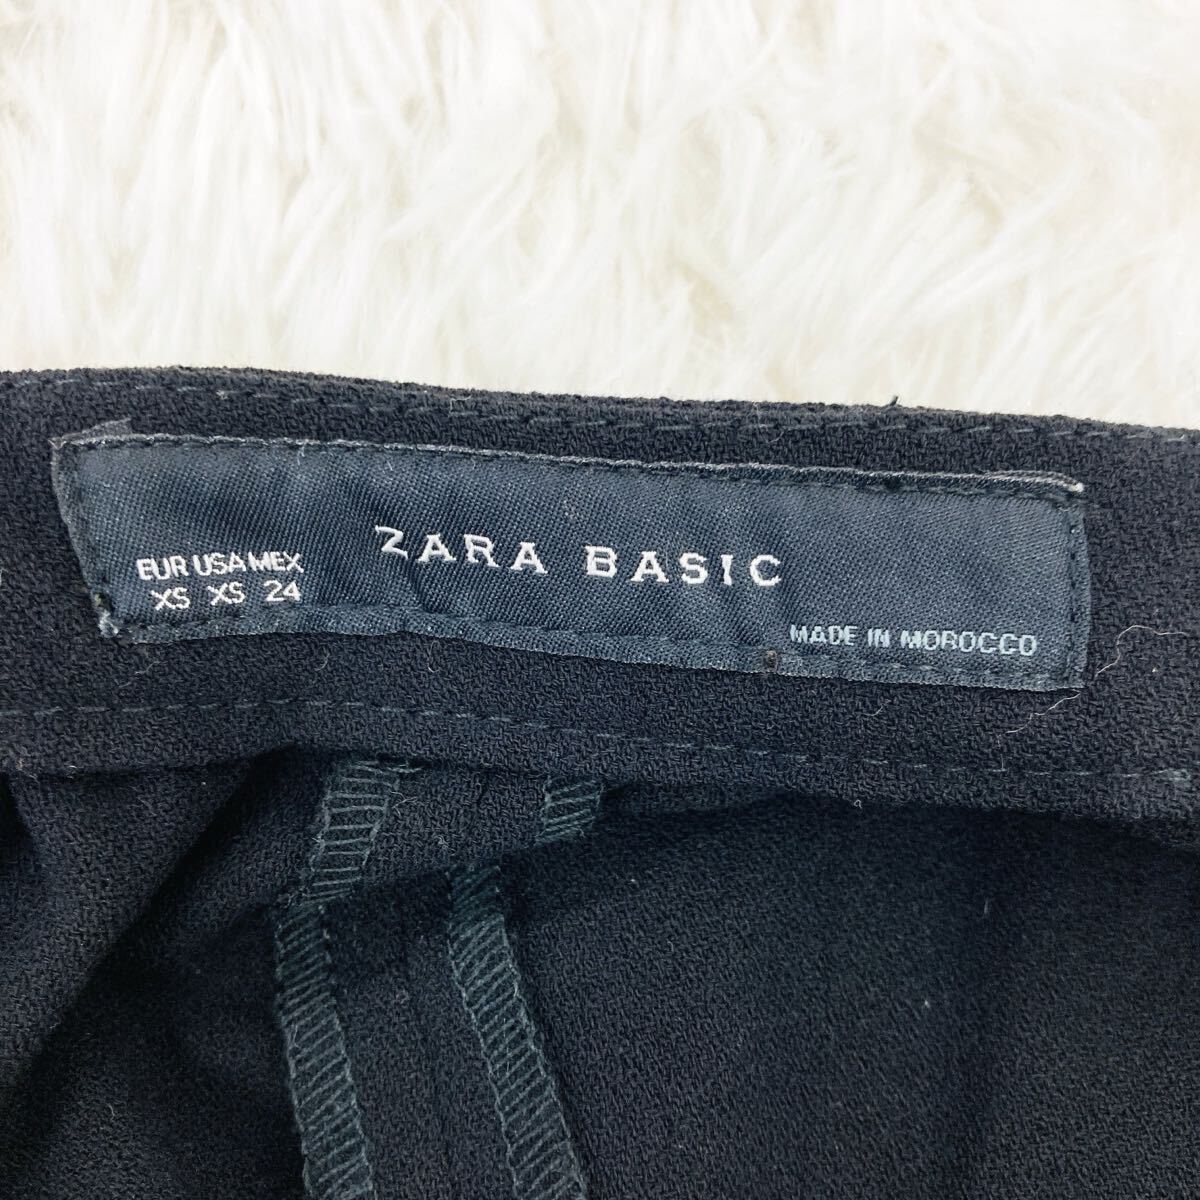 ZARA BASIC
EUR USA MEX
XS XS 24
MADE IN MOROCCO